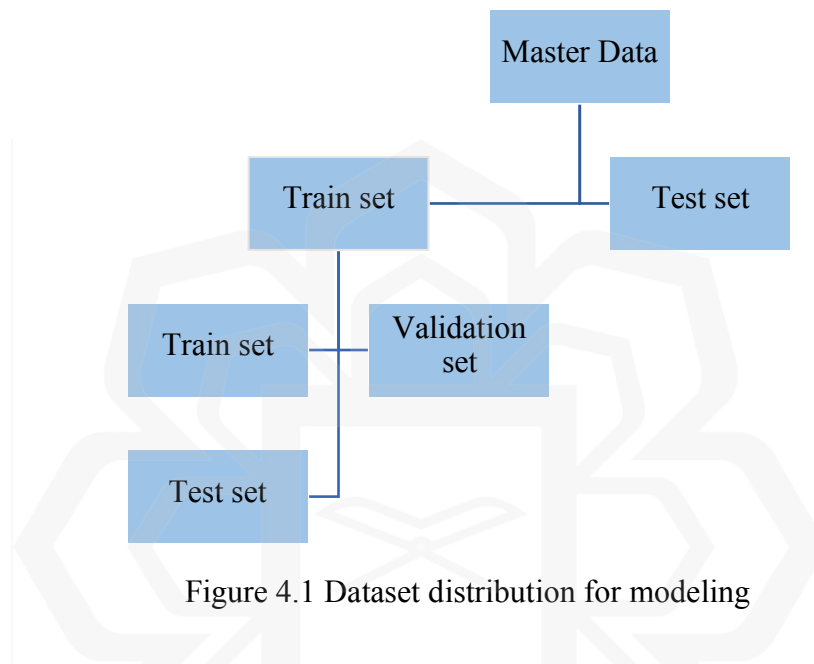 Master Data
Train set
Test set
Train set
Validation
set
Test set
Figure 4.1 Dataset distribution for modeling